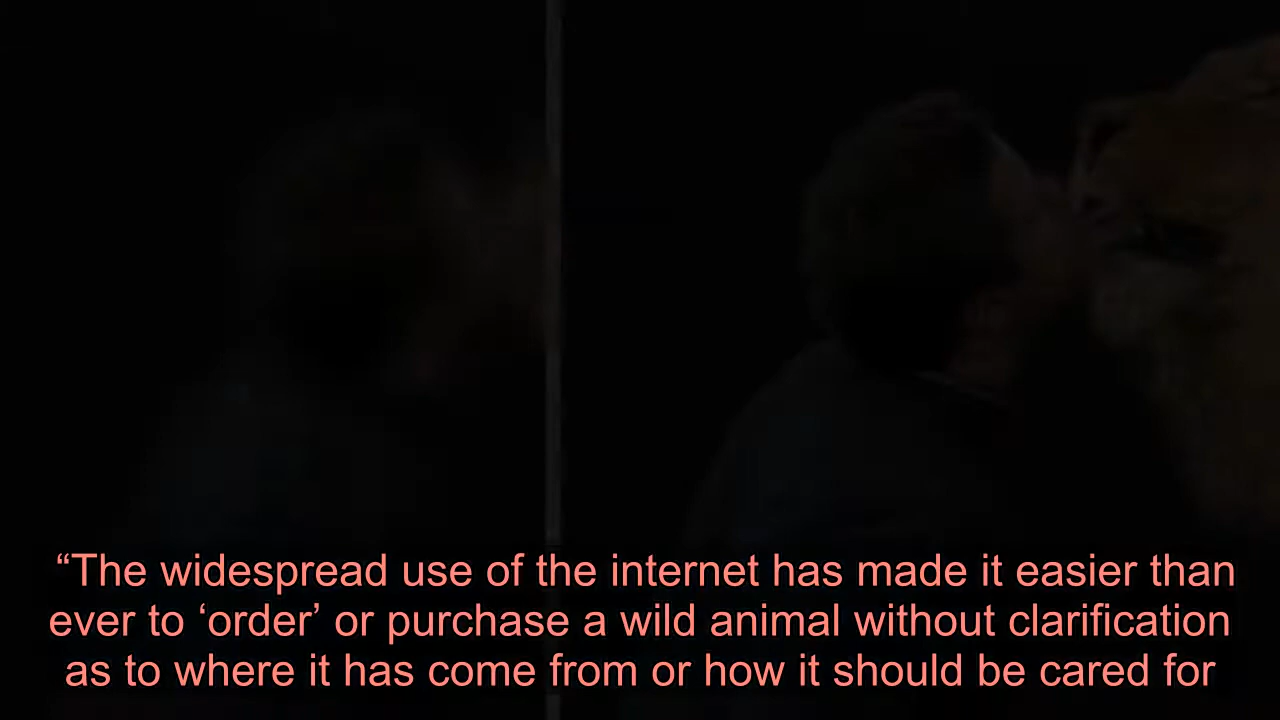 “The widespread use of the internet has made it easier than
ever to ‘order’ or purchase a wild animal without clarification
as to where it has come from or how it should be cared for